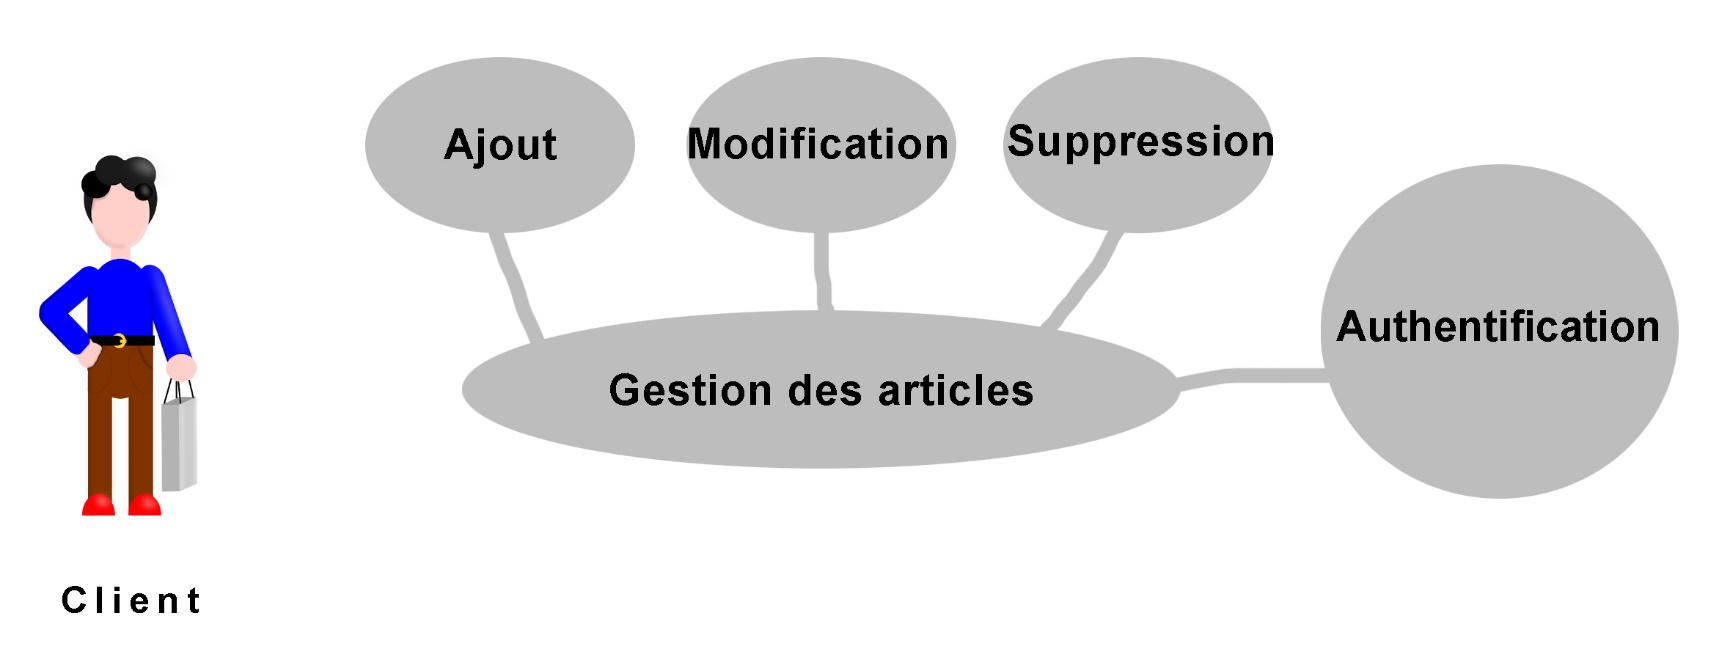 Ajout
Modification
Suppression
Authentification
Gestion des articles
Client